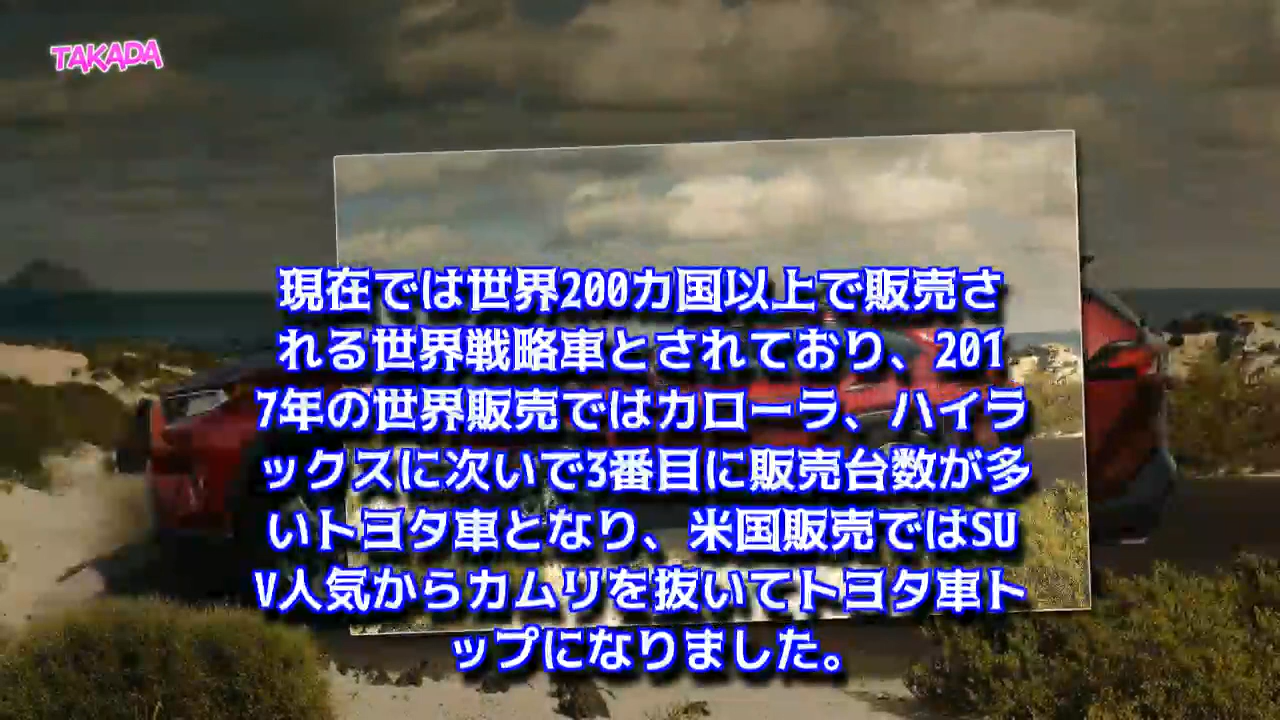 TAKADA
現在では世界200カ国以上で販売さ
れる世界戦略車とされており、201
7年の世界販売ではカローラ、ハイラ
ックスに次いで3番目に販売台数が多
いトヨタ車となり、米国販売ではSU
V人気からカムリを抜いてトヨタ車ト
ップになりました。